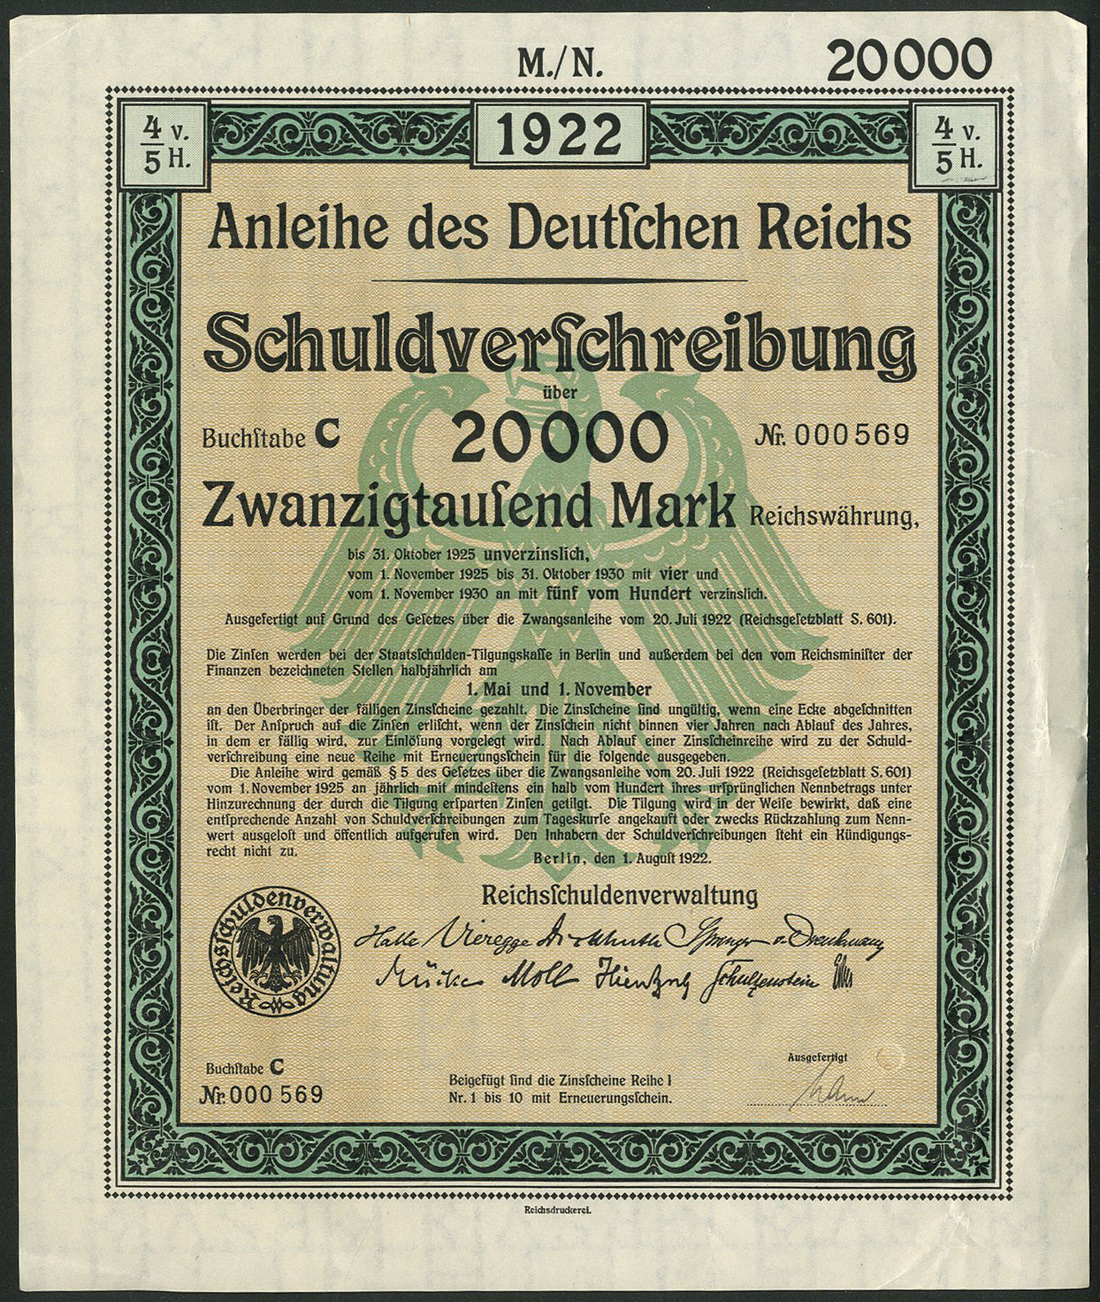 M./N.
20000
4/5 v. H.
1922
4/5 v. H.
Anleihe des Deutſchen Reichs
Schuldverſchreibung
über
Buchſtabe C
20000
Nr. 000569
Zwanzigtauſend Mark Reichswährung,
bis 31. Oktober 1925 unverzinslich,
vom 1. November 1925 bis 31. Oktober 1930 mit vier und
vom 1. November 1930 an mit fünf vom Hundert verzinslich.
Ausgefertigt auf Grund des Geſetzes über die Zwangsanleihe vom 20. Juli 1922 (Reichsgeſetzblatt S. 601).
Die Zinſen werden bei der Staatsſchulden-Tilgungskaſſe in Berlin und außerdem bei den vom Reichsminiſter der
Finanzen bezeichneten Stellen halbjährlich am
1. Mai und 1. November
an den Überbringer der fälligen Zinsſcheine gezahlt. Die Zinsſcheine ſind ungültig, wenn eine Ecke abgeſchnitten
iſt. Der Anſpruch auf die Zinſen erliſcht, wenn der Zinsſchein nicht binnen vier Jahren nach Ablauf des Jahres,
in dem er fällig wird, zur Einlöſung vorgelegt wird. Nach Ablauf einer Zinsſcheinreihe wird zu der Schuld-
verſchreibung eine neue Reihe mit Erneuerungsſchein für die folgende ausgegeben.
Die Anleihe wird gemäß § 5 des Geſetzes über die Zwangsanleihe vom 20. Juli 1922 (Reichsgeſetzblatt S. 601)
vom 1. November 1925 an jährlich mit mindeſtens ein halb vom Hundert ihres urſprünglichen Nennbetrags unter
Hinzurechnung der durch die Tilgung erſparten Zinſen getilgt. Die Tilgung wird in der Weiſe bewirkt, daß eine
entſprechende Anzahl von Schuldverſchreibungen zum Tageskurſe angekauft oder zwecks Rückzahlung zum Nenn-
wert ausgeloſt und öffentlich aufgerufen wird. Den Inhabern der Schuldverſchreibungen ſteht ein Kündigungs-
recht nicht zu.
Berlin, den 1. Auguſt 1922.
Reichsſchuldenverwaltung
Reichsſchuldenverwaltung
Halle Vieregge Springer
Mücke Moll Schultzenstein
Buchſtabe C
Nr. 000 569
Beigefügt ſind die Zinsſcheine Reihe I
Nr. 1 bis 10 mit Erneuerungsſchein.
Ausgefertigt
Reichsdruckerei.